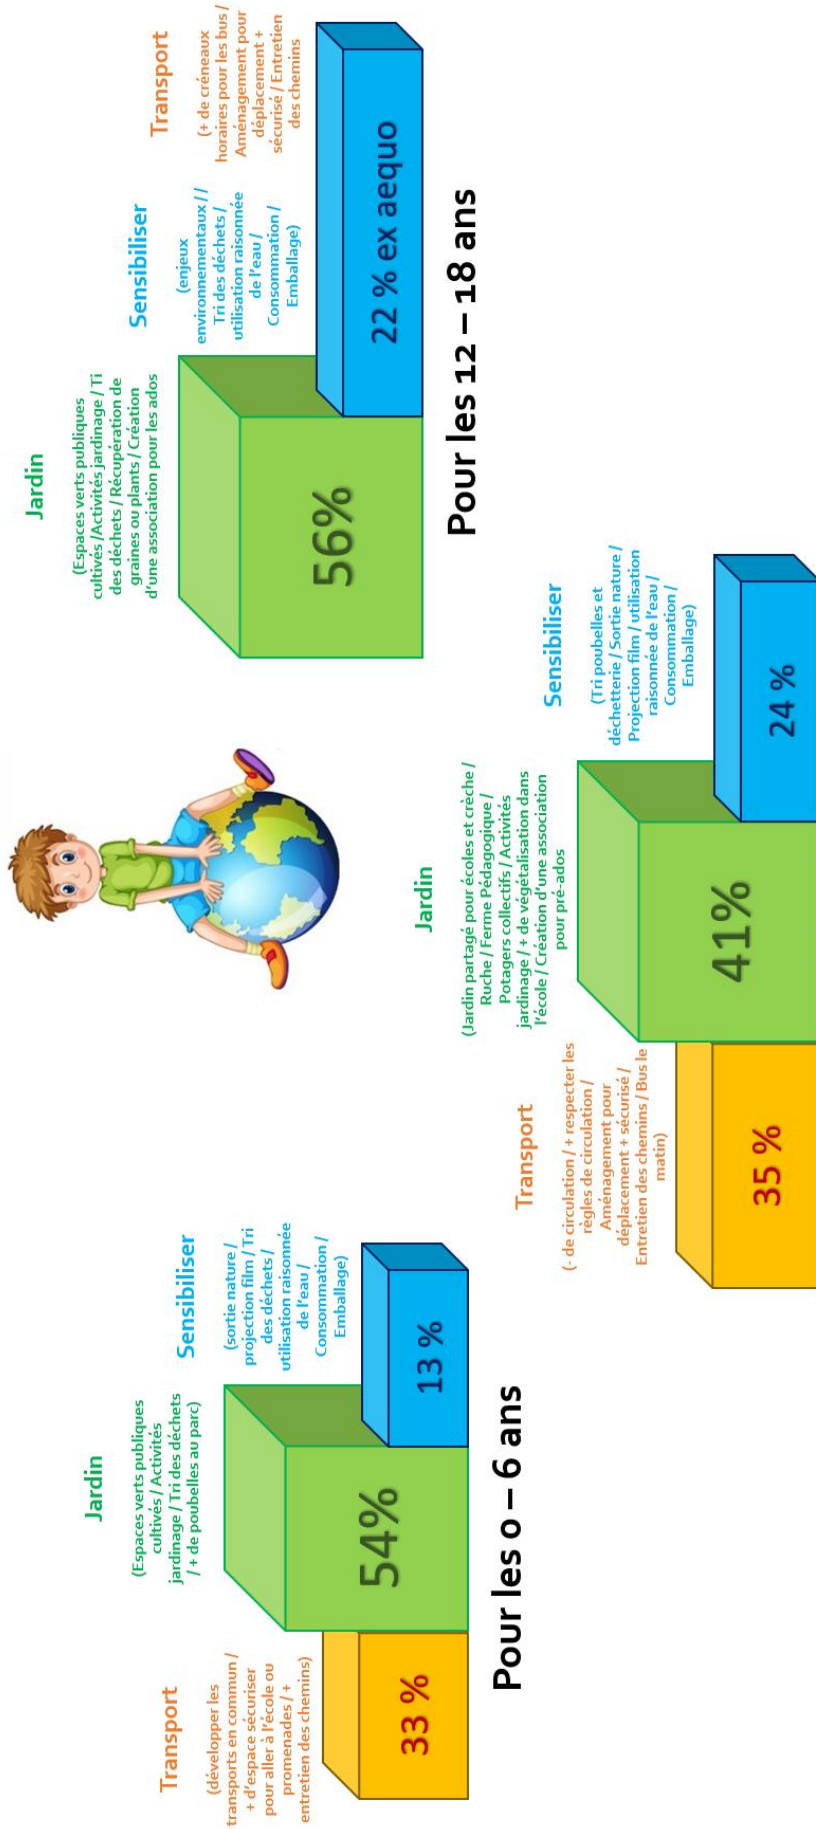 Transport
(développer les
transports en commun /
+ d'espace sécuriser
pour aller à l'école ou
promenades / +
entretien des chemins)
33 %
Jardin
(Espaces verts publiques
cultivés / Activités
jardinage / Tri des déchets
/ + de poubelles au parc)
54%
Sensibiliser
(sortie nature /
projection film / Tri
des déchets /
utilisation raisonnée
de l'eau /
Consommation /
Emballage)
13 %
Pour les 0 – 6 ans
Transport
(- de circulation / + respecter les
règles de circulation /
Aménagement pour
déplacement + sécurisé /
Entretien des chemins / Bus le
matin)
35 %
Jardin
(Jardin partagé pour écoles et crèche /
Ruche / Ferme Pédagogique /
Potagers collectifs / Activités
jardinage / + de végétalisation dans
l'école / Création d'une association
pour pré-ados
41%
Sensibiliser
(Tri poubelles et
déchetterie / Sortie nature /
Projection film / utilisation
raisonnée de l'eau /
Consommation /
Emballage)
24 %
Jardin
(Espaces verts publiques
cultivés /Activités jardinage / Ti
des déchets / Récupération de
graines ou plants / Création
d'une association pour les ados
56%
Sensibiliser
(enjeux
environnementaux / /
Tri des déchets /
utilisation raisonnée
de l'eau /
Consommation /
Emballage)
Transport
(+ de créneaux
horaires pour les bus /
Aménagement pour
déplacement +
sécurisé / Entretien
des chemins
22 % ex aequo
Pour les 12 – 18 ans